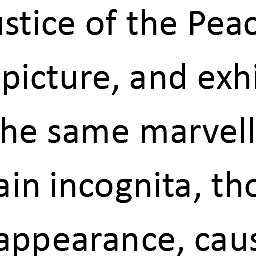 ustice of the Peac
picture, and exhi
he same marvell
ain incognita, tho
appearance, caus